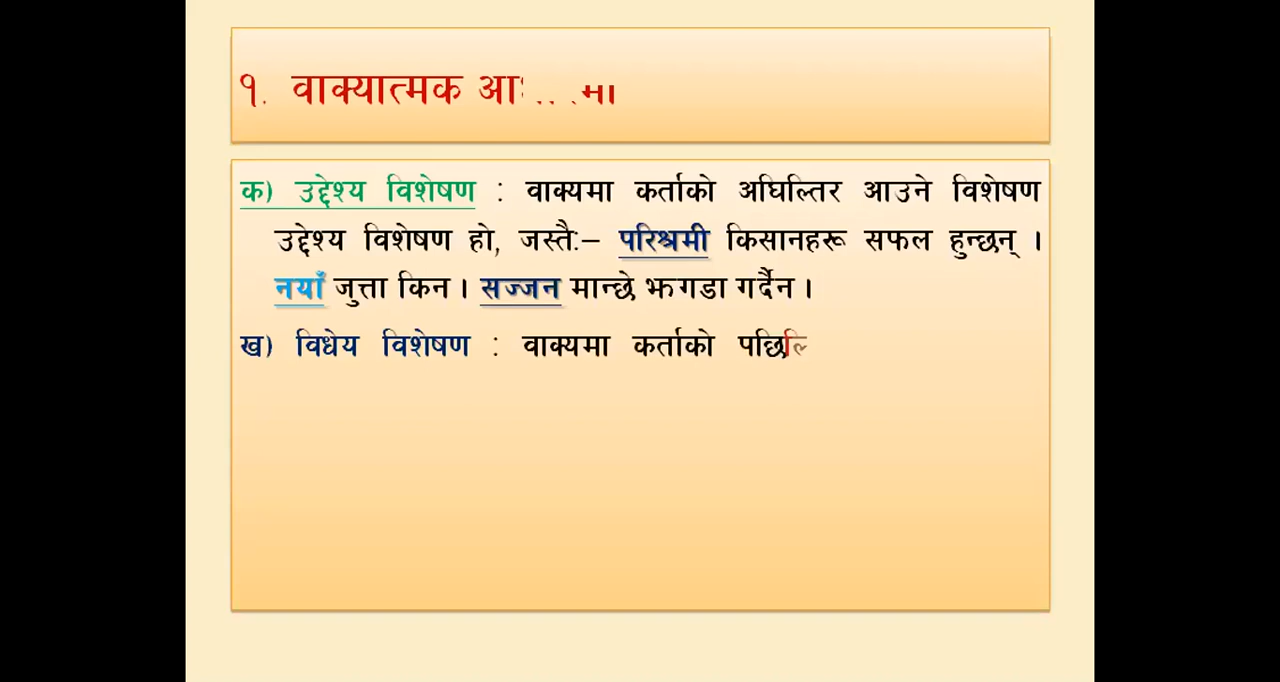 १. वाक्यात्मक
क) उद्देश्य विशेषण : वाक्यमा कर्ताको अघिल्तिर आउने विशेषण
उद्देश्य विशेषण हो, जस्तै:– परिश्रमी किसानहरू सफल हुन्छन् ।
नयाँ जुत्ता किन । सज्जन मान्छे झगडा गर्दैन ।
ख) विधेय विशेषण : वाक्यमा कर्ताको